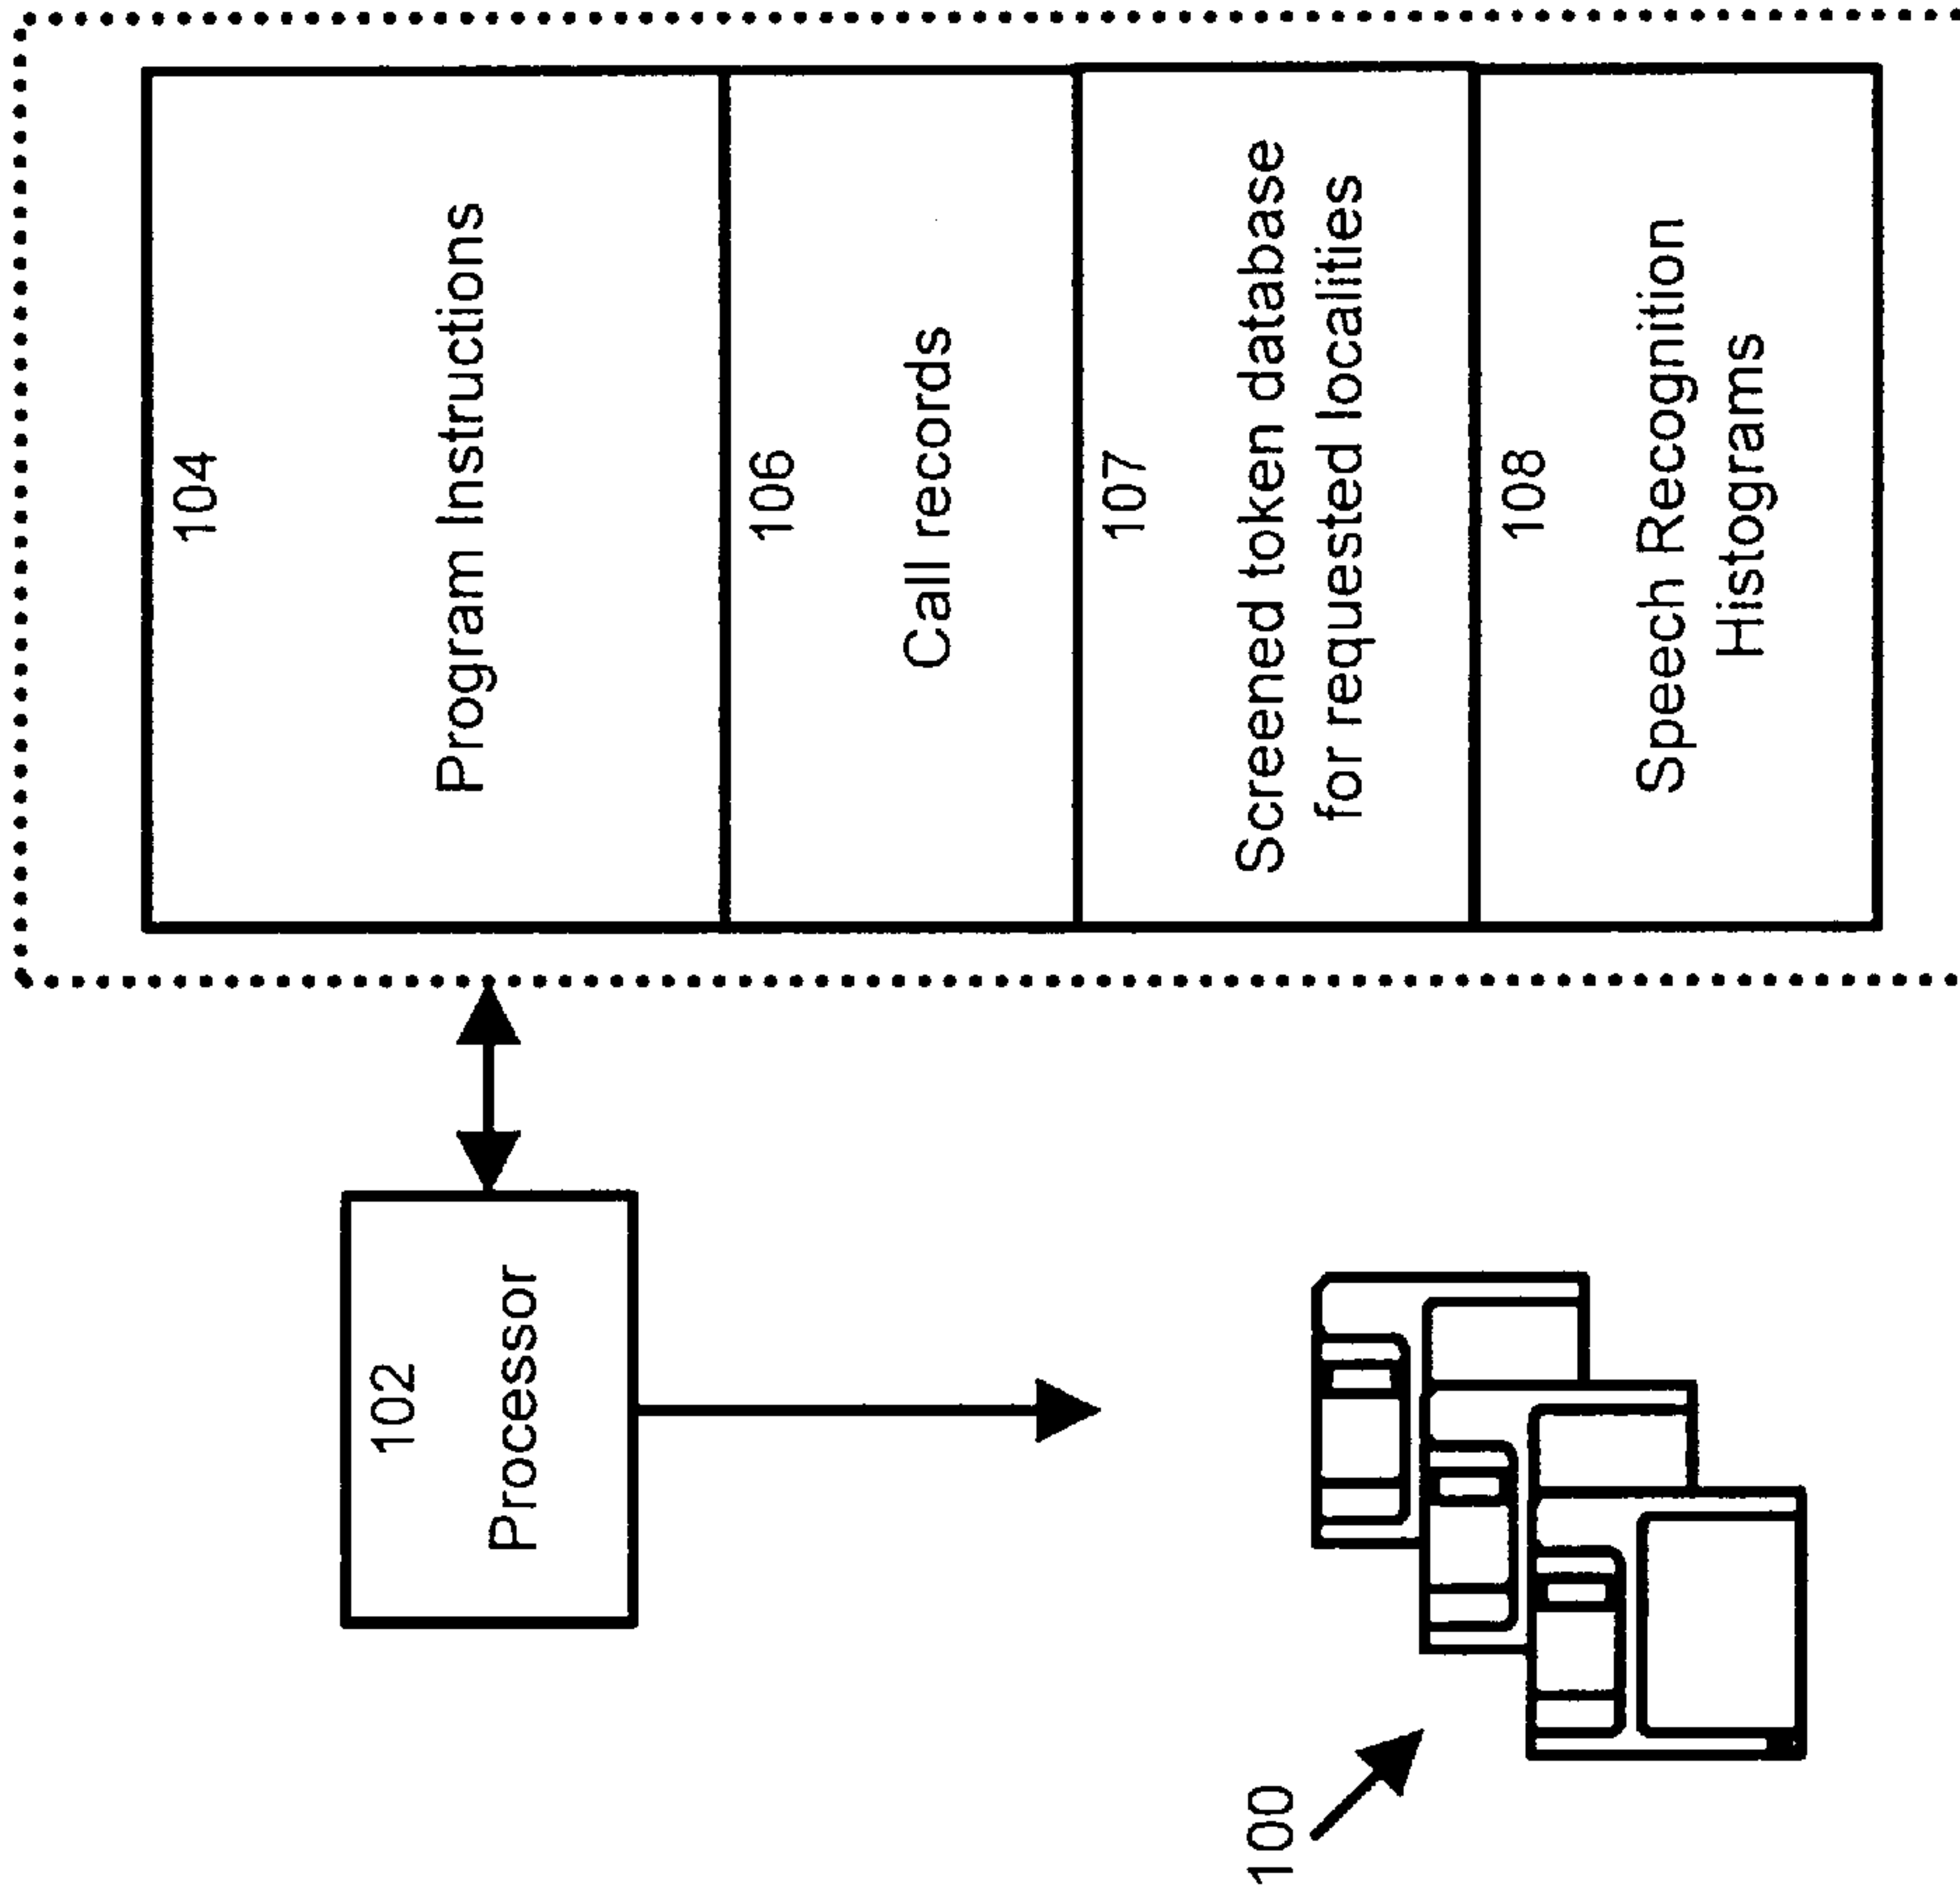 102
Processor
100
104
Program Instructions
106
Call records
107
Screened token database
for requested localities
108
Speech Recognition
Histograms